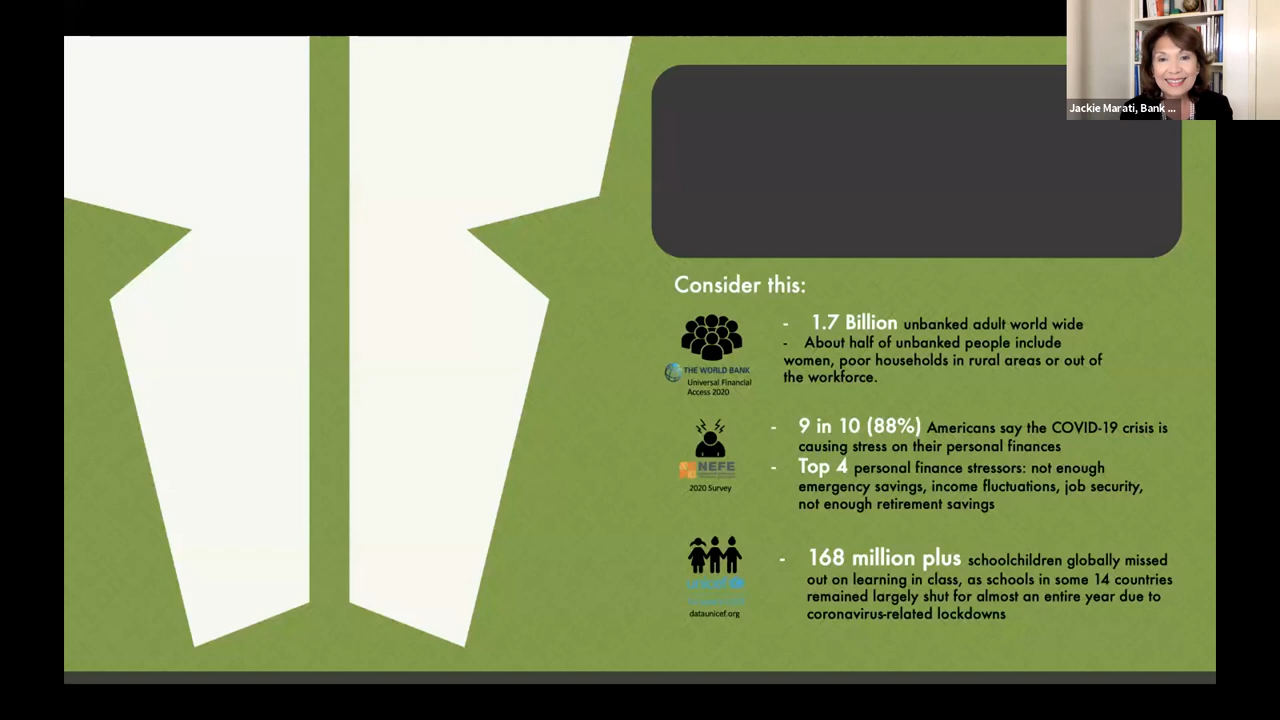 Jackie Marati, Bank ...
Consider this:
- 1.7 Billion unbanked adult world wide
- About half of unbanked people include
women, poor households in rural areas or out of
the workforce.
THE WORLD BANK
Universal Financial
Access 2020
- 9 in 10 (88%) Americans say the COVID-19 crisis is
causing stress on their personal finances
- Top 4 personal finance stressors: not enough
emergency savings, income fluctuations, job security,
not enough retirement savings
NEFE
2020 Survey
- 168 million plus schoolchildren globally missed
out on learning in class, as schools in some 14 countries
remained largely shut for almost an entire year due to
coronavirus-related lockdowns
unicef
dataunicef.org